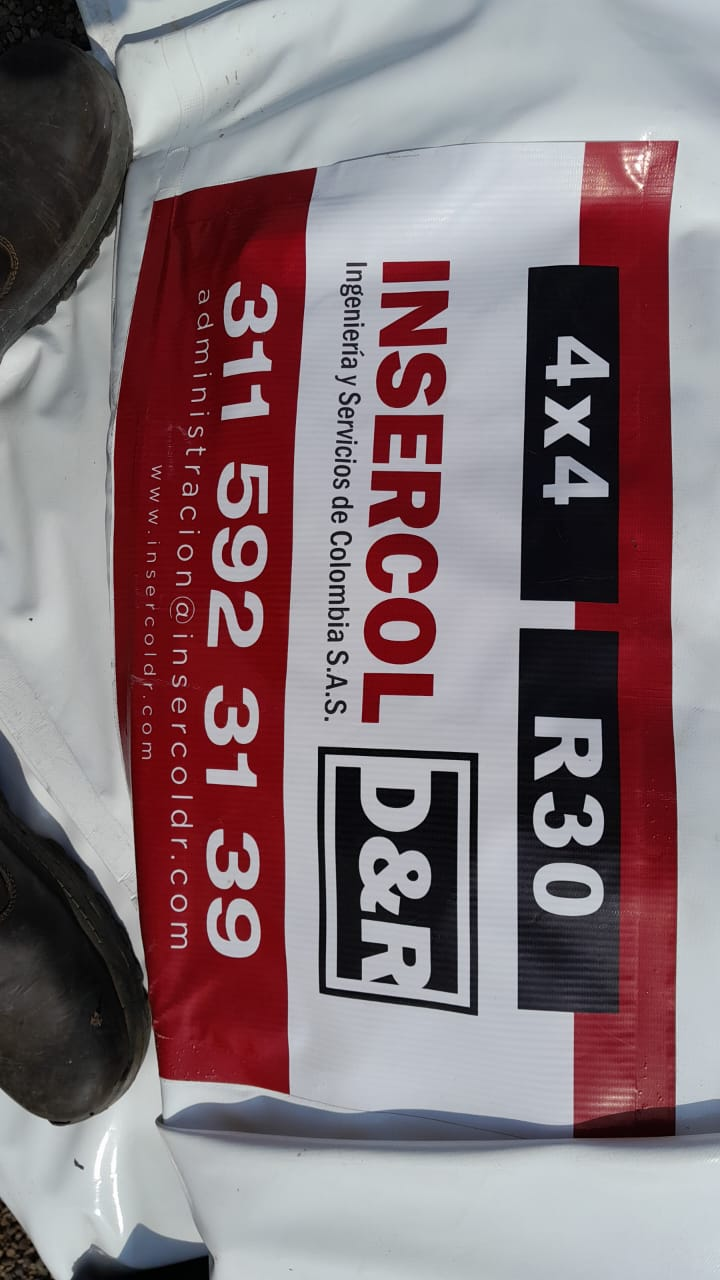 4x4 R30
INSERCOL
Ingeniería y Servicios de Colombia S.A.S.
D&R
311 592 31 39
administracion@insercoldr.com
www.insercoldr.com